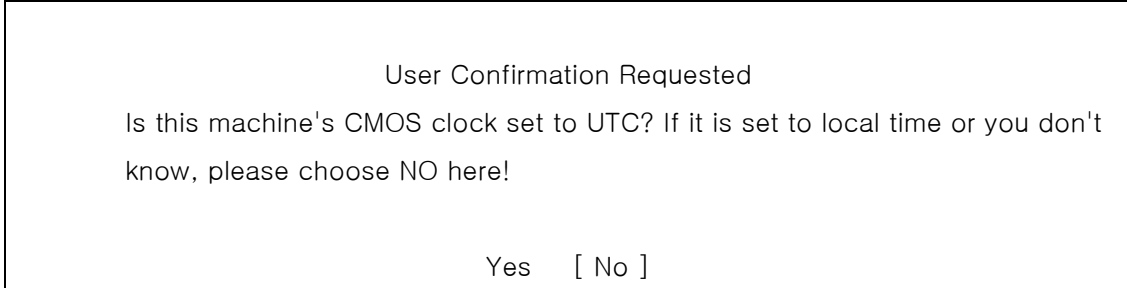 User Confirmation Requested
Is this machine's CMOS clock set to UTC? If it is set to local time or you don't
know, please choose NO here!
Yes [ No ]